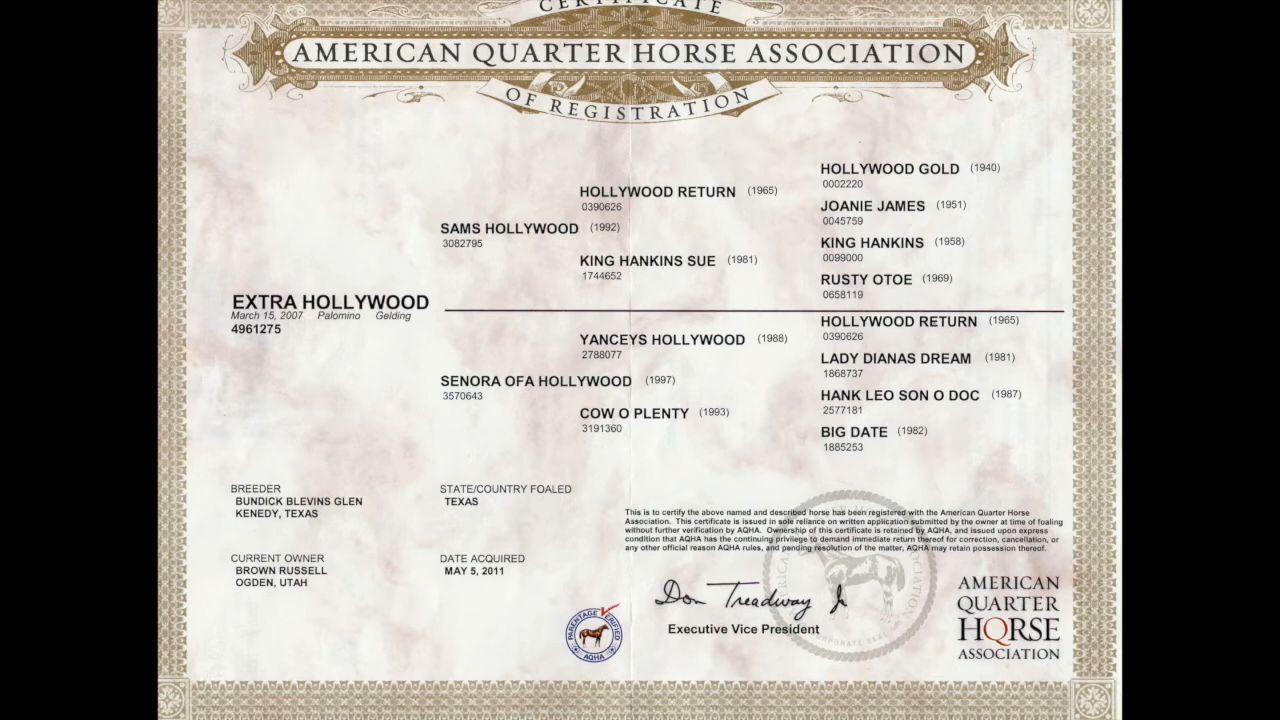 CERTIFICATE
AMERICAN QUARTER HORSE ASSOCIATION
OF REGISTRATION
HOLLYWOOD GOLD (1940)
0002220
HOLLYWOOD RETURN (1965)
0390626
JOANIE JAMES (1951)
0045759
SAMS HOLLYWOOD (1992)
3082795
KING HANKINS (1958)
0099000
KING HANKINS SUE (1981)
1744652
RUSTY OTOE (1969)
0658119
EXTRA HOLLYWOOD
March 15, 2007 Palomino Gelding
4961275
HOLLYWOOD RETURN (1965)
0390626
YANCEYS HOLLYWOOD (1988)
2788077
LADY DIANAS DREAM (1981)
1868737
SENORA OFA HOLLYWOOD (1997)
3570643
HANK LEO SON O DOC (1987)
2577181
COW O PLENTY (1993)
3191360
BIG DATE (1982)
1885253
BREEDER
BUNDICK BLEVINS GLEN
KENEDY, TEXAS
STATE/COUNTRY FOALED
TEXAS
CURRENT OWNER
BROWN RUSSELL
OGDEN, UTAH
DATE ACQUIRED
MAY 5, 2011
This is to certify the above named and described horse has been registered with the American Quarter Horse
Association. This certificate is issued in sole reliance on written application submitted by the owner at time of foaling
without further verification by AQHA. Ownership of this certificate is retained by AQHA, and issued upon express
condition that AQHA has the continuing privilege to demand immediate return thereof for correction, cancellation, or
any other official reason AQHA rules, and pending resolution of the matter, AQHA may retain possession thereof.
Don Treadway Jr
Executive Vice President
PARENTAGE VERIFIED
AQHA
CORPORATE SEAL
AMERICAN
QUARTER
HORSE
ASSOCIATION